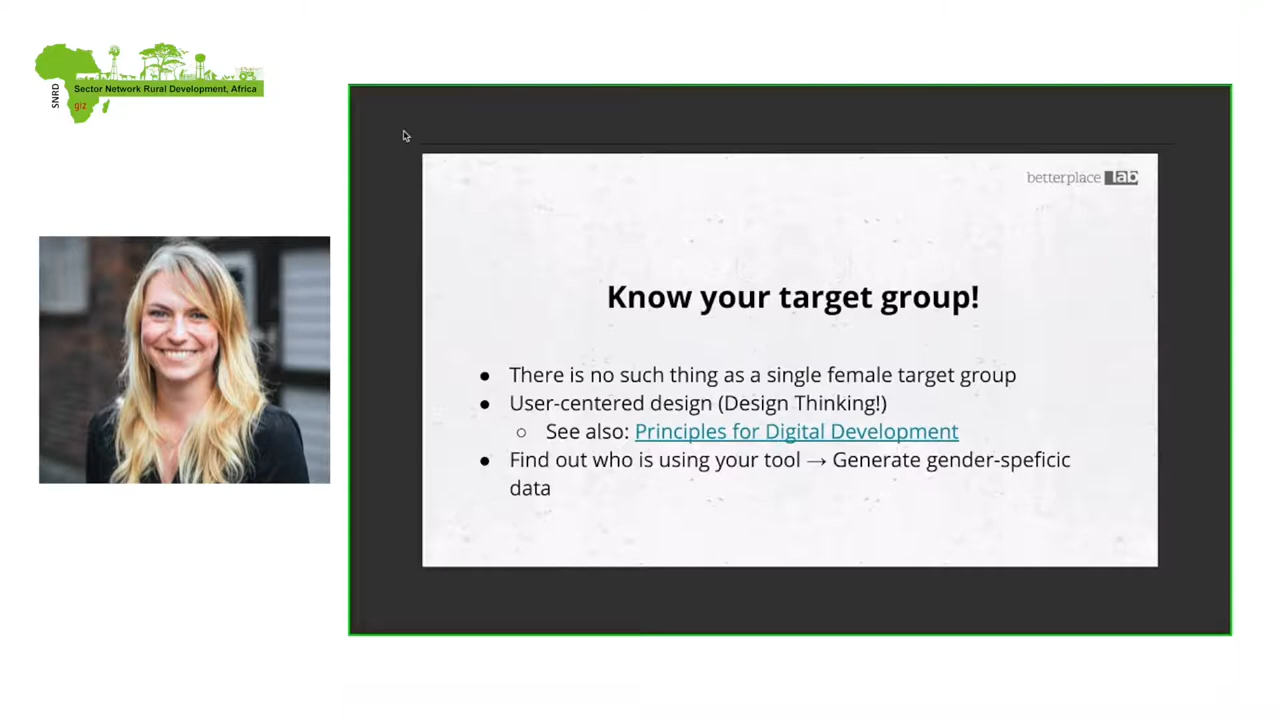 SNRD
Sector Network Rural Development, Africa
giz
betterplace lab
Know your target group!
● There is no such thing as a single female target group
● User-centered design (Design Thinking!)
○ See also: Principles for Digital Development
● Find out who is using your tool → Generate gender-speficic
data